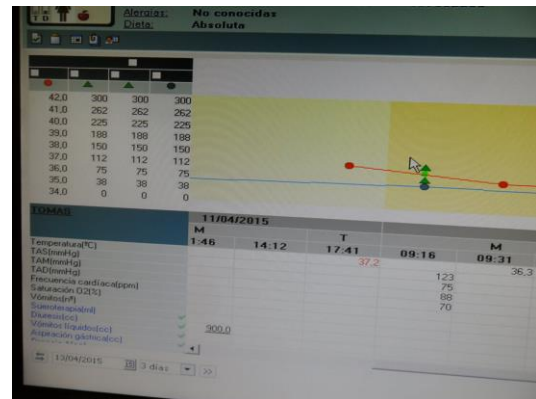 T D
Alergias: No conocidas
Dieta: Absoluta
42,0 300 300 300
41,0 262 262 262
40,0 225 225 225
39,0 188 188 188
38,0 150 150 150
37,0 112 112 112
36,0 75 75 75
35,0 38 38 38
34,0 0 0 0
TOMAS
11/04/2015
M T M
1:46 14:12 17:41 09:16 09:31
Temperatura(ºC) 37,2 36,3
TAS(mmHg) 123
TAM(mmHg) 75
TAD(mmHg) 88
Frecuencia cardíaca(ppm) 70
Saturación O2(%)
Vómitos(nº)
Sueroterapia(ml)
Diuresis(cc) 900,0
Vómitos líquidos(cc)
Aspiración gástrica(cc)
13/04/2015 3 días >>